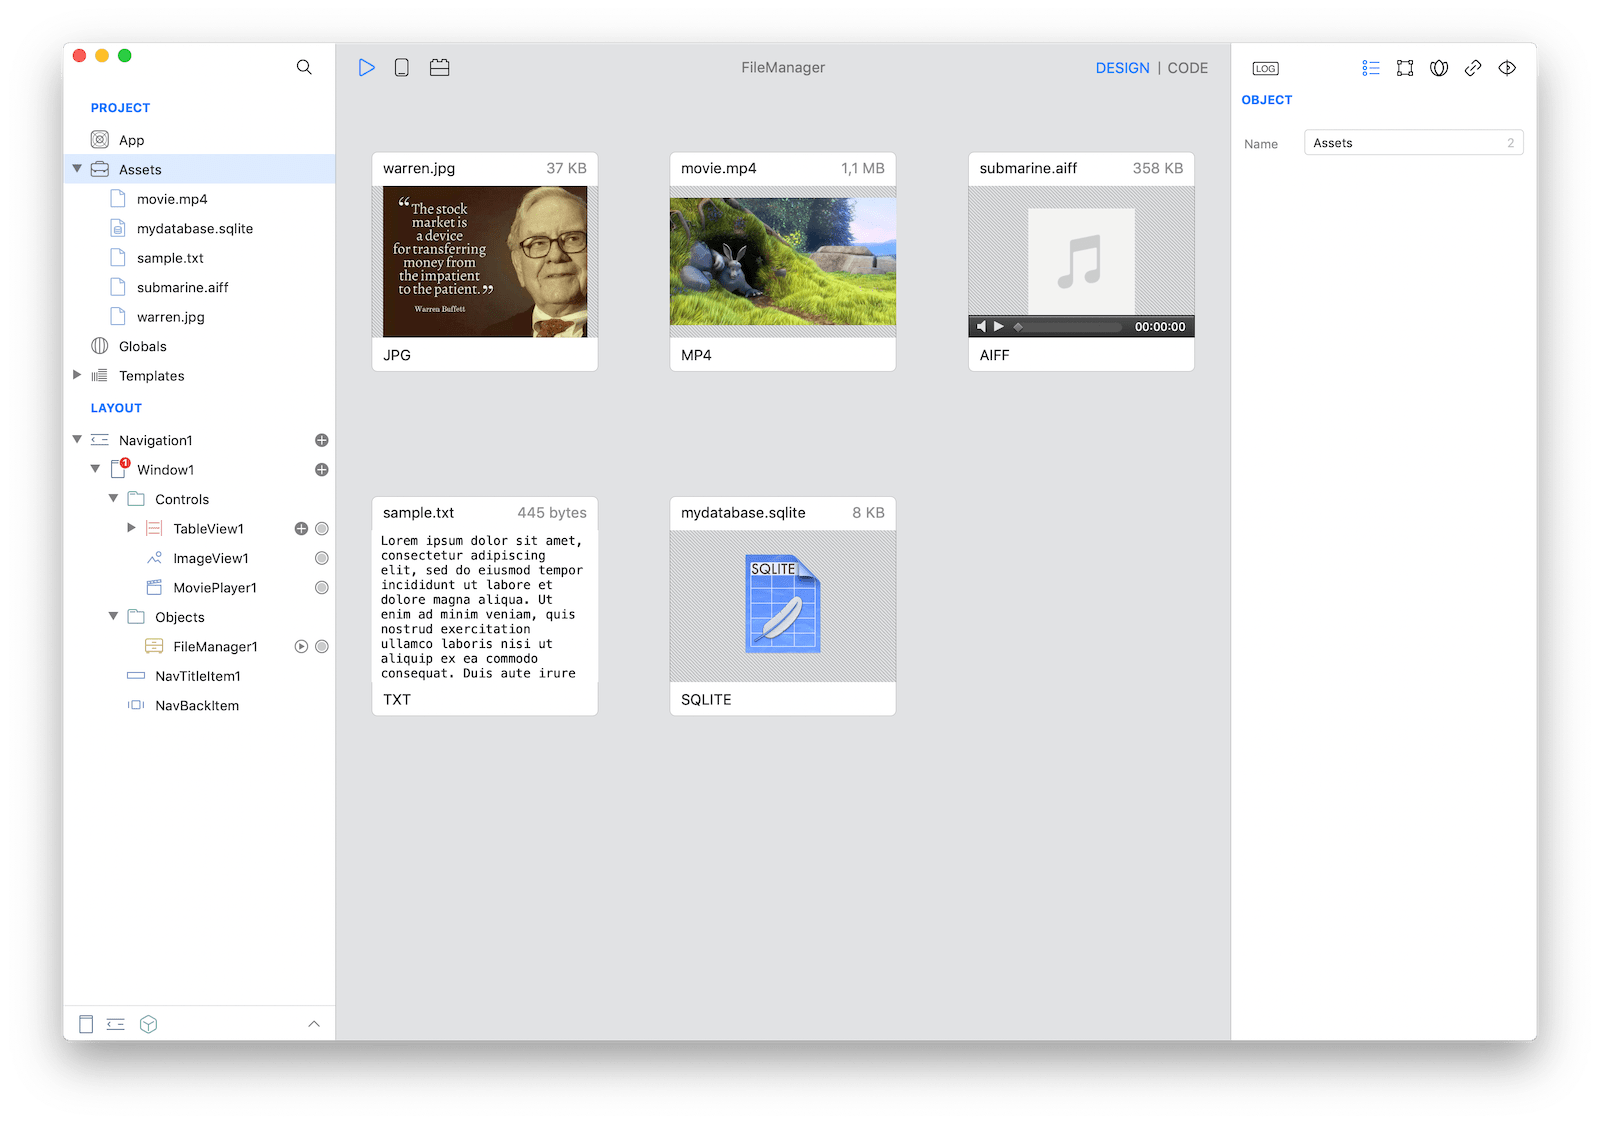 PROJECT
App
Assets
movie.mp4
mydatabase.sqlite
sample.txt
submarine.aiff
warren.jpg
Globals
Templates
LAYOUT
Navigation1
1
Window1
Controls
TableView1
ImageView1
MoviePlayer1
Objects
FileManager1
NavTitleItem1
NavBackItem
FileManager
DESIGN | CODE
warren.jpg 37 KB
“The stock
market is
a device
for transferring
money from
the impatient
to the patient.”
Warren Buffett
JPG
movie.mp4 1,1 MB
MP4
submarine.aiff 358 KB
00:00:00
AIFF
sample.txt 445 bytes
Lorem ipsum dolor sit amet,
consectetur adipiscing
elit, sed do eiusmod tempor
incididunt ut labore et
dolore magna aliqua. Ut
enim ad minim veniam, quis
nostrud exercitation
ullamco laboris nisi ut
aliquip ex ea commodo
consequat. Duis aute irure
TXT
mydatabase.sqlite 8 KB
SQLITE
SQLITE
LOG
OBJECT
Name Assets 2